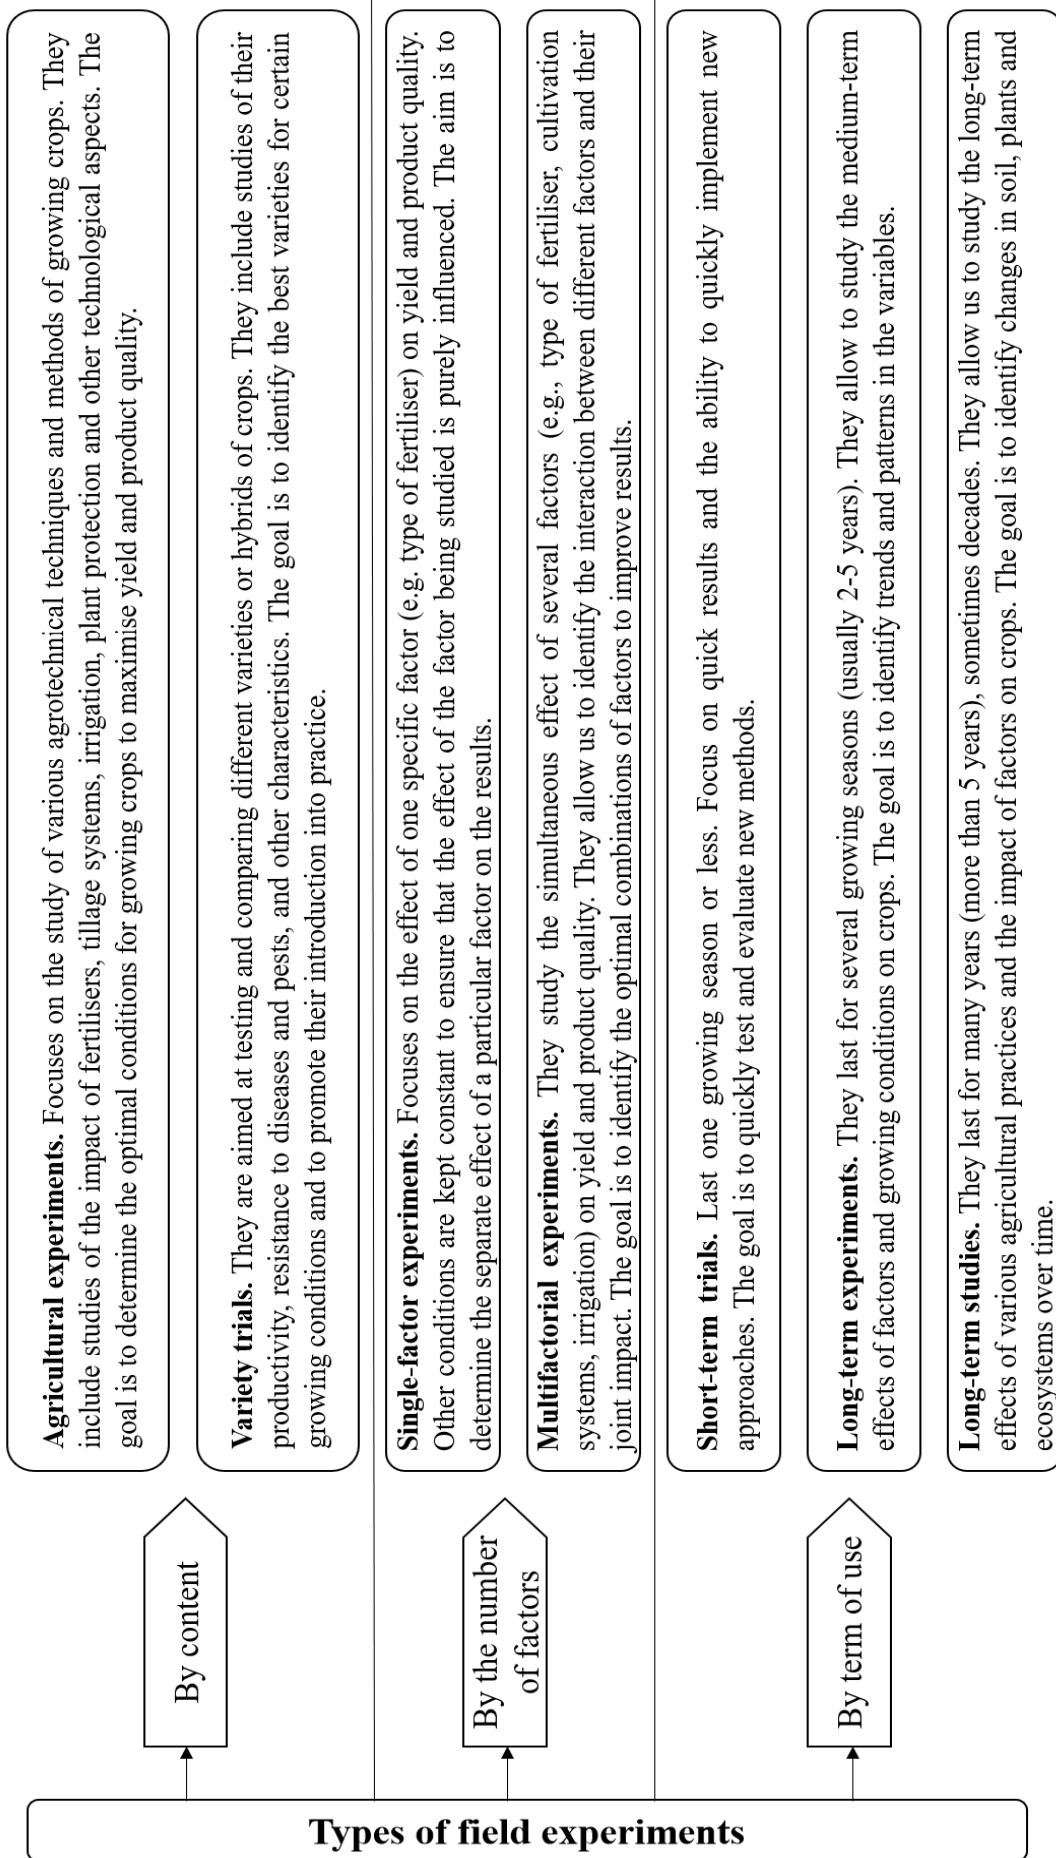 Types of field experiments
By content
Agricultural experiments. Focuses on the study of various agrotechnical techniques and methods of growing crops. They
include studies of the impact of fertilisers, tillage systems, irrigation, plant protection and other technological aspects. The
goal is to determine the optimal conditions for growing crops to maximise yield and product quality.
Variety trials. They are aimed at testing and comparing different varieties or hybrids of crops. They include studies of their
productivity, resistance to diseases and pests, and other characteristics. The goal is to identify the best varieties for certain
growing conditions and to promote their introduction into practice.
By the number
of factors
Single-factor experiments. Focuses on the effect of one specific factor (e.g. type of fertiliser) on yield and product quality.
Other conditions are kept constant to ensure that the effect of the factor being studied is purely influenced. The aim is to
determine the separate effect of a particular factor on the results.
Multifactorial experiments. They study the simultaneous effect of several factors (e.g., type of fertiliser, cultivation
systems, irrigation) on yield and product quality. They allow us to identify the interaction between different factors and their
joint impact. The goal is to identify the optimal combinations of factors to improve results.
By term of use
Short-term trials. Last one growing season or less. Focus on quick results and the ability to quickly implement new
approaches. The goal is to quickly test and evaluate new methods.
Long-term experiments. They last for several growing seasons (usually 2-5 years). They allow to study the medium-term
effects of factors and growing conditions on crops. The goal is to identify trends and patterns in the variables.
Long-term studies. They last for many years (more than 5 years), sometimes decades. They allow us to study the long-term
effects of various agricultural practices and the impact of factors on crops. The goal is to identify changes in soil, plants and
ecosystems over time.